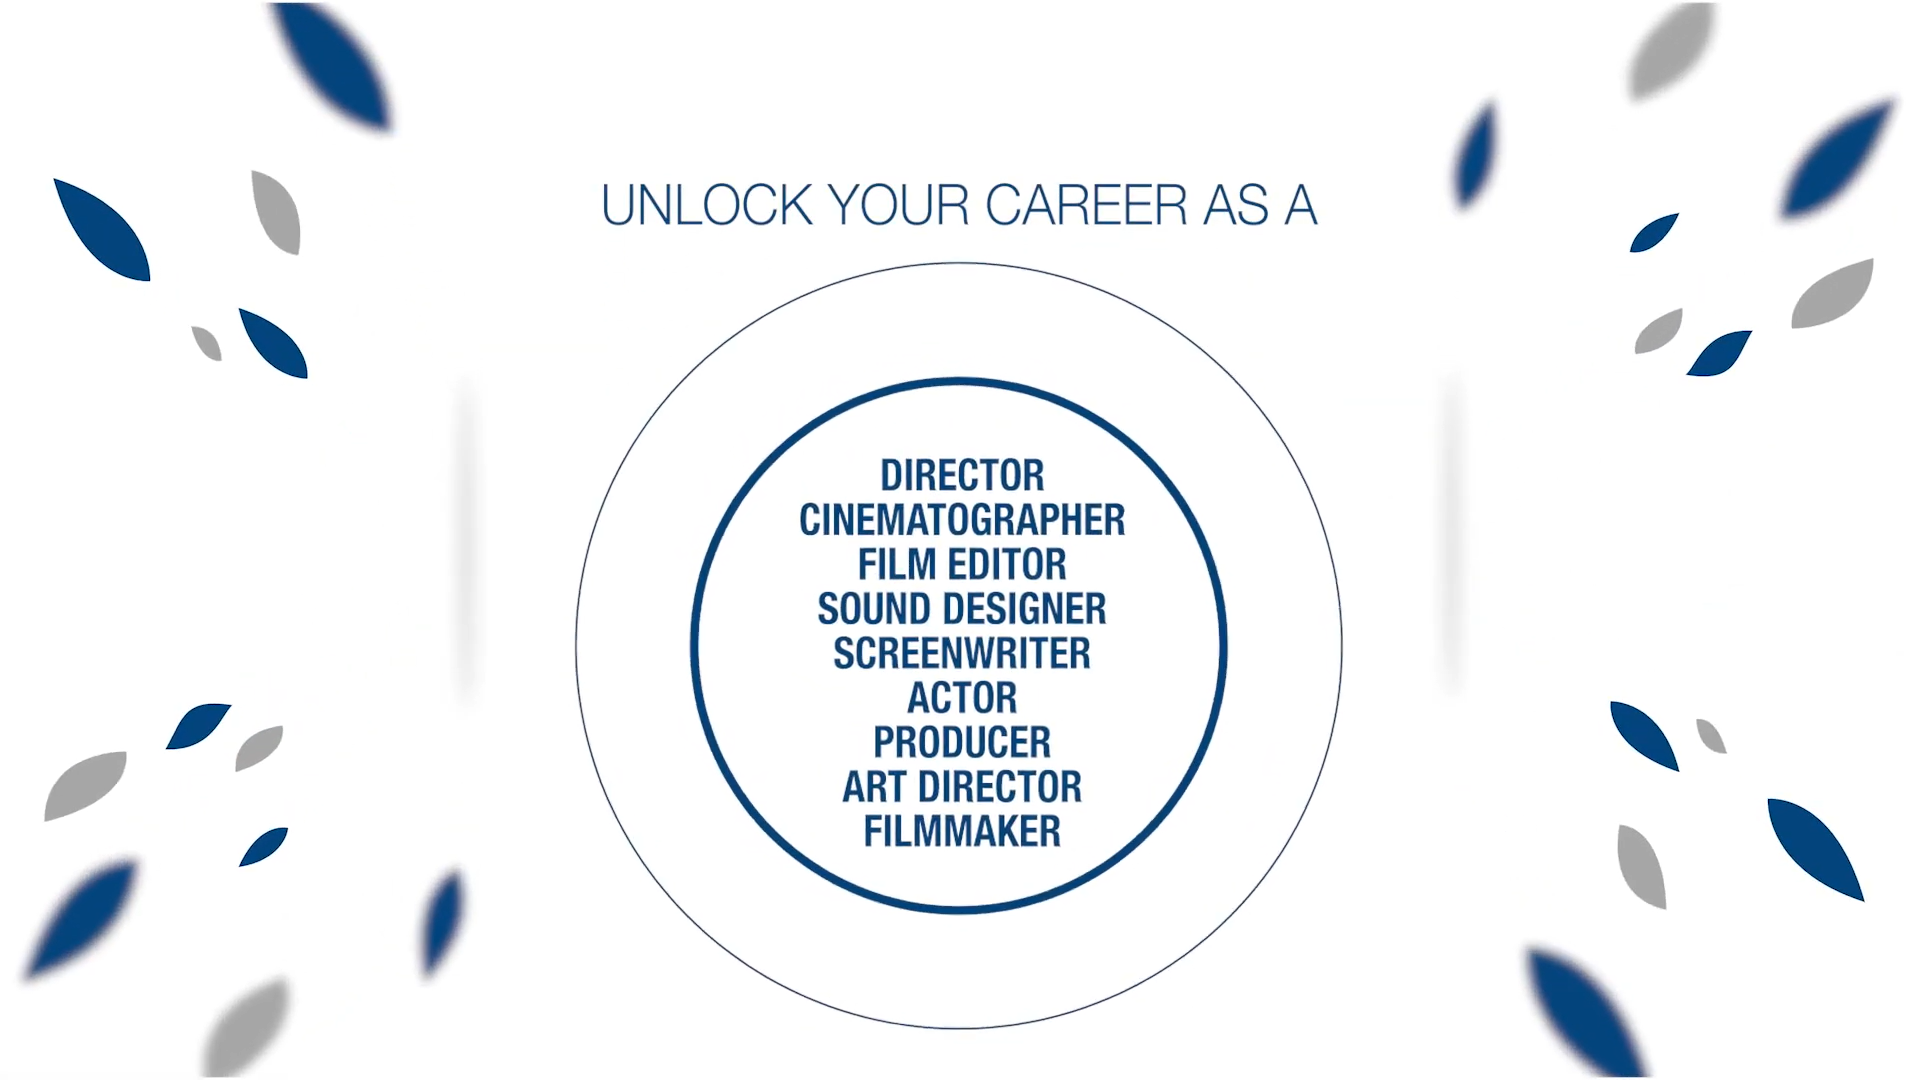 UNLOCK YOUR CAREER AS A
DIRECTOR
CINEMATOGRAPHER
FILM EDITOR
SOUND DESIGNER
SCREENWRITER
ACTOR
PRODUCER
ART DIRECTOR
FILMMAKER